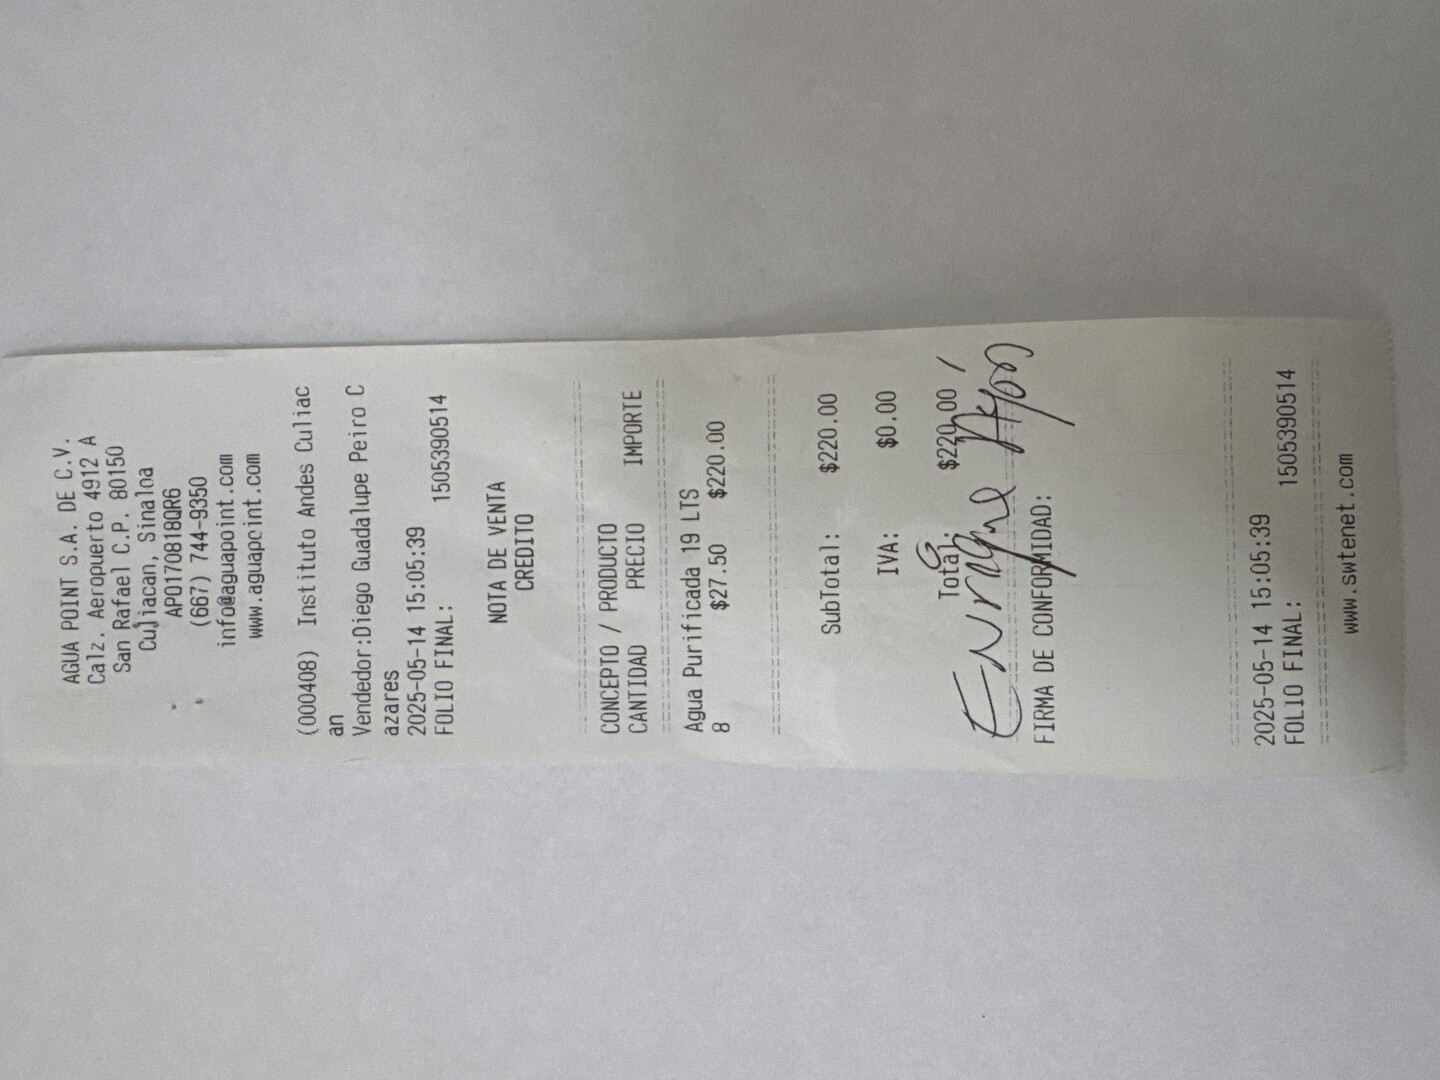 AGUA POINT S.A. DE C.V.
Calz. Aeropuerto 4912 A
San Rafael C.P. 80150
Culiacan, Sinaloa
APO170818QR6
(667) 744-9350
info@aguapoint.com
www.aguapoint.com
(000408) Instituto Andes Culiac
an
Vendedor:Diego Guadalupe Peiro C
azares
2025-05-14 15:05:39
FOLIO FINAL: 1505390514
NOTA DE VENTA
CREDITO
CONCEPTO / PRODUCTO
CANTIDAD PRECIO IMPORTE
Agua Purificada 19 LTS
8 $27.50 $220.00
SubTotal: $220.00
IVA: $0.00
Total: $220.00
Enrique Ayón
FIRMA DE CONFORMIDAD:
2025-05-14 15:05:39
FOLIO FINAL: 1505390514
www.swtenet.com